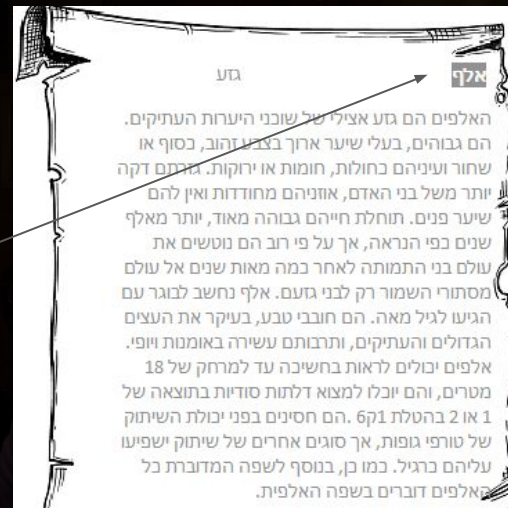 אלף גזע
האלפים הם גזע אצילי של שוכני היערות העתיקים.
הם גבוהים, בעלי שיער ארוך בצבע זהוב, כסוף או
שחור ועיניהם כחולות, חומות או ירוקות. גזרתם דקה
יותר משל בני האדם, אוזניהם מחודדות ואין להם
שיער פנים. תוחלת חייהם גבוהה מאוד, יותר מאלף
שנים כפי הנראה, אך על פי רוב הם נוטשים את
עולם בני התמותה לאחר כמה מאות שנים אל עולם
מסתורי השמור רק לבני גזעם. אלף נחשב לבוגר עם
הגיעו לגיל מאה. הם חובבי טבע, בעיקר את העצים
הגדולים והעתיקים, ותרבותם עשירה באומנות ויופי.
אלפים יכולים לראות בחשיכה עד למרחק של 18
מטרים, והם יוכלו למצוא דלתות סודיות בתוצאה של
1 או 2 בהטלת 1ק6 .הם חסינים בפני יכולת השיתוק
של טורפי גופות, אך סוגים אחרים של שיתוק ישפיעו
עליהם כרגיל. כמו כן, בנוסף לשפה המדוברת כל
האלפים דוברים בשפה האלפית.